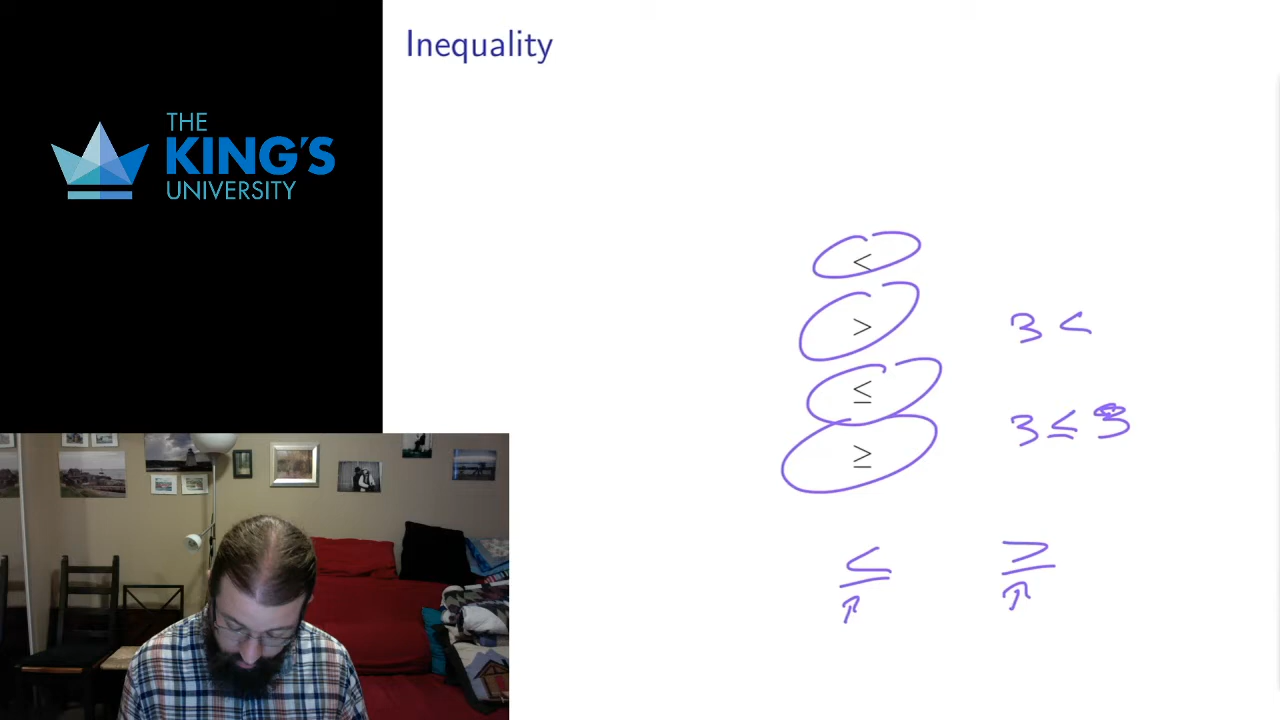 Inequality
THE
KING'S
UNIVERSITY
<
>
3 <
≤
3 ≤ 3
≥
≤
≥